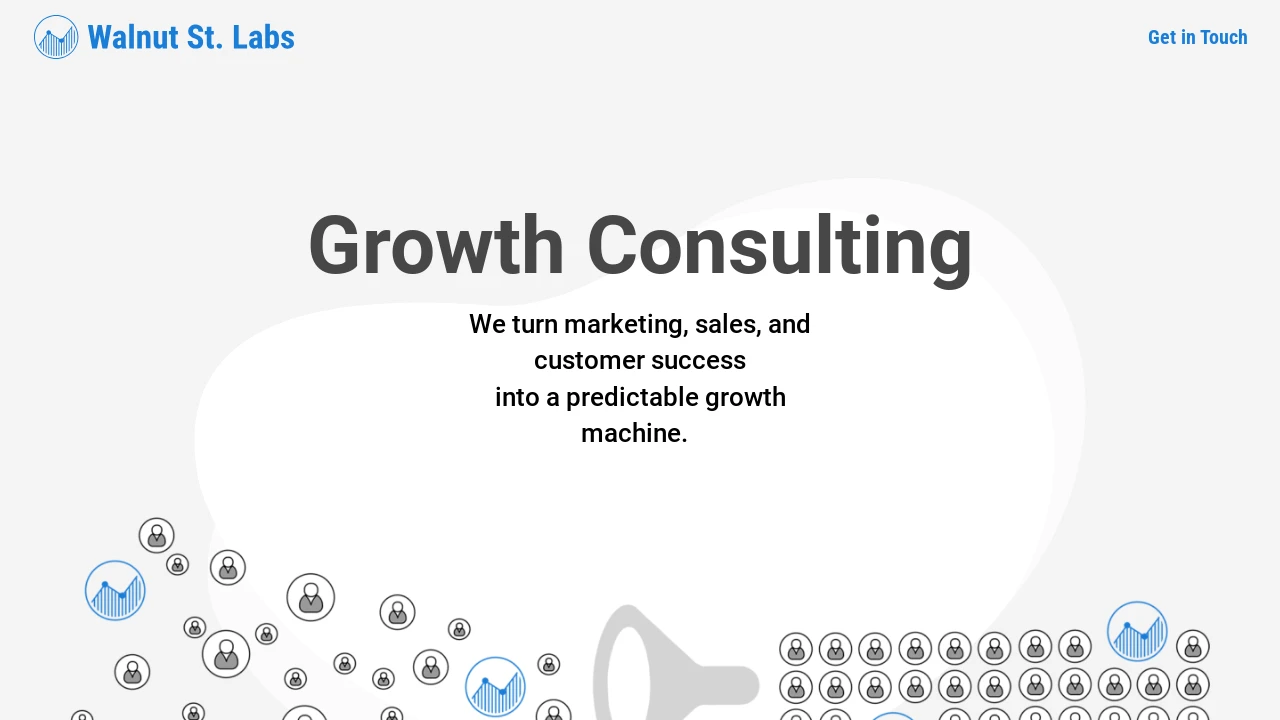 Walnut St. Labs
Get in Touch
Growth Consulting
We turn marketing, sales, and
customer success
into a predictable growth
machine.